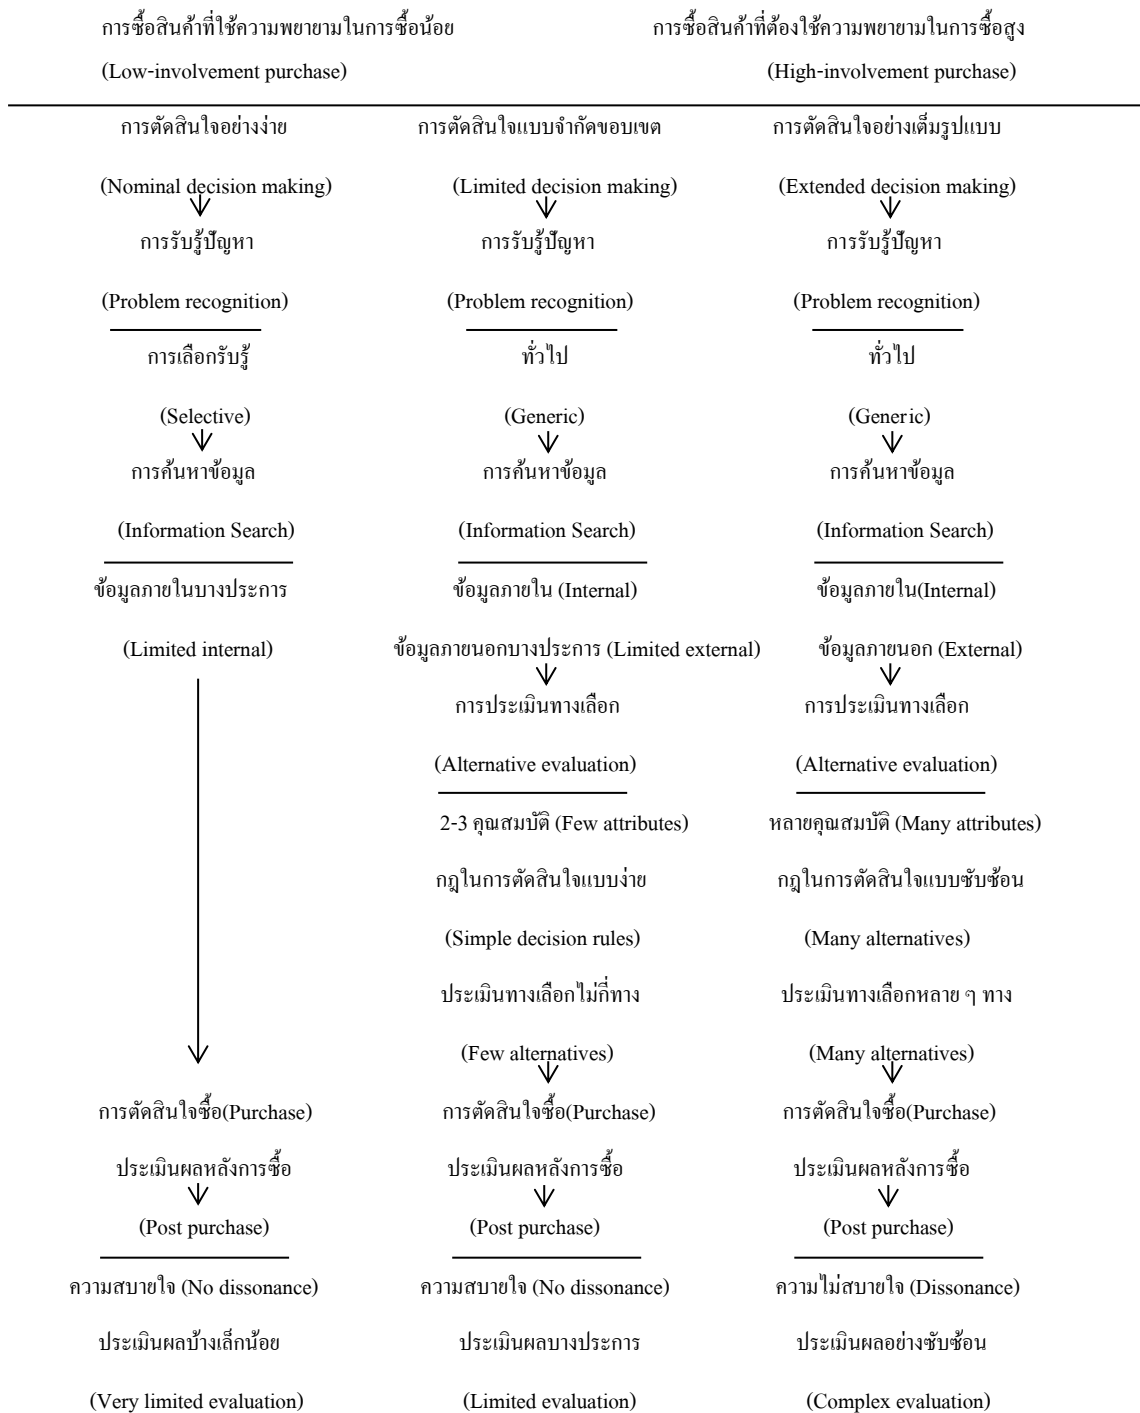 การซื้อสินค้าที่ใช้ความพยายามในการซื้อน้อย การซื้อสินค้าที่ต้องใช้ความพยายามในการซื้อสูง
(Low-involvement purchase) (High-involvement purchase)
การตัดสินใจอย่างง่าย การตัดสินใจแบบจำกัดขอบเขต การตัดสินใจอย่างเต็มรูปแบบ
(Nominal decision making) (Limited decision making) (Extended decision making)
การรับรู้ปัญหา การรับรู้ปัญหา การรับรู้ปัญหา
(Problem recognition) (Problem recognition) (Problem recognition)
การเลือกรับรู้ ทั่วไป ทั่วไป
(Selective) (Generic) (Generic)
การค้นหาข้อมูล การค้นหาข้อมูล การค้นหาข้อมูล
(Information Search) (Information Search) (Information Search)
ข้อมูลภายในบางประการ ข้อมูลภายใน (Internal) ข้อมูลภายใน(Internal)
(Limited internal) ข้อมูลภายนอกบางประการ (Limited external) ข้อมูลภายนอก (External)
การประเมินทางเลือก การประเมินทางเลือก
(Alternative evaluation) (Alternative evaluation)
2-3 คุณสมบัติ (Few attributes) หลายคุณสมบัติ (Many attributes)
กฎในการตัดสินใจแบบง่าย กฎในการตัดสินใจแบบซับซ้อน
(Simple decision rules) (Many alternatives)
ประเมินทางเลือกไม่กี่ทาง ประเมินทางเลือกหลาย ๆ ทาง
(Few alternatives) (Many alternatives)
การตัดสินใจซื้อ(Purchase) การตัดสินใจซื้อ(Purchase) การตัดสินใจซื้อ(Purchase)
ประเมินผลหลังการซื้อ ประเมินผลหลังการซื้อ ประเมินผลหลังการซื้อ
(Post purchase) (Post purchase) (Post purchase)
ความสบายใจ (No dissonance) ความสบายใจ (No dissonance) ความไม่สบายใจ (Dissonance)
ประเมินผลบ้างเล็กน้อย ประเมินผลบางประการ ประเมินผลอย่างซับซ้อน
(Very limited evaluation) (Limited evaluation) (Complex evaluation)